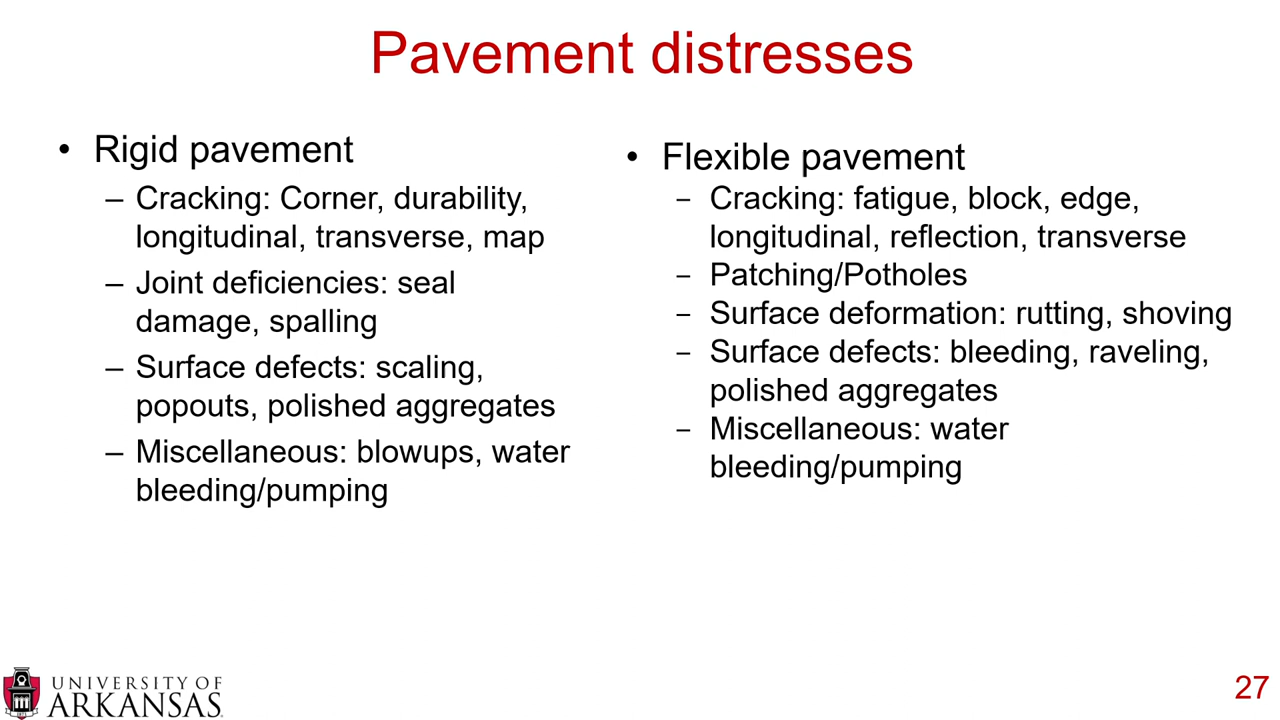 Pavement distresses
• Rigid pavement
– Cracking: Corner, durability,
longitudinal, transverse, map
– Joint deficiencies: seal
damage, spalling
– Surface defects: scaling,
popouts, polished aggregates
– Miscellaneous: blowups, water
bleeding/pumping
• Flexible pavement
– Cracking: fatigue, block, edge,
longitudinal, reflection, transverse
– Patching/Potholes
– Surface deformation: rutting, shoving
– Surface defects: bleeding, raveling,
polished aggregates
– Miscellaneous: water
bleeding/pumping
UNIVERSITY OF
ARKANSAS
27